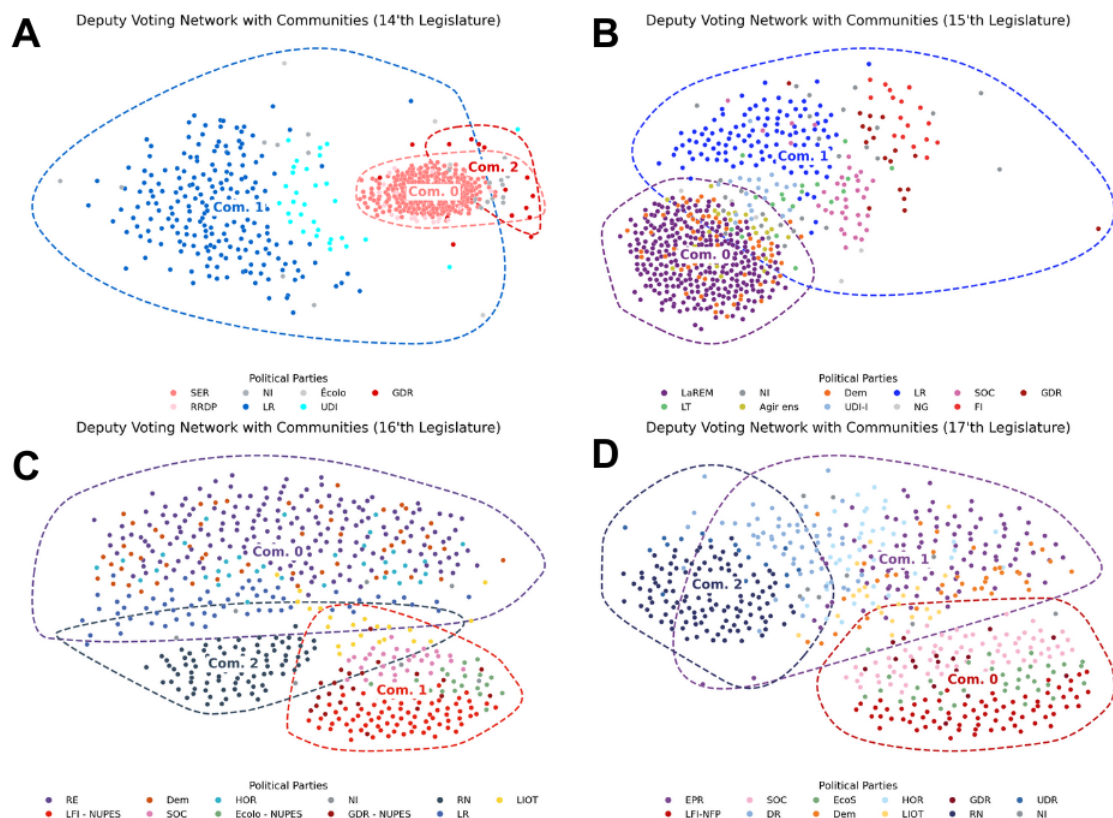 A
Deputy Voting Network with Communities (14'th Legislature)
Com. 1
Com. 0
Com. 2
Political Parties
SER
NI
Écolo
GDR
RRDP
LR
UDI
B
Deputy Voting Network with Communities (15'th Legislature)
Com. 1
Com. 0
Political Parties
LaREM
NI
Dem
LR
SOC
GDR
LT
Agir ens
UDI-I
NG
FI
C
Deputy Voting Network with Communities (16'th Legislature)
Com. 0
Com. 2
Com. 1
Political Parties
RE
Dem
HOR
NI
RN
LIOT
LFI - NUPES
SOC
Ecolo - NUPES
GDR - NUPES
LR
D
Deputy Voting Network with Communities (17'th Legislature)
Com. 1
Com. 2
Com. 0
Political Parties
EPR
SOC
EcoS
HOR
GDR
UDR
LFI-NFP
DR
Dem
LIOT
RN
NI